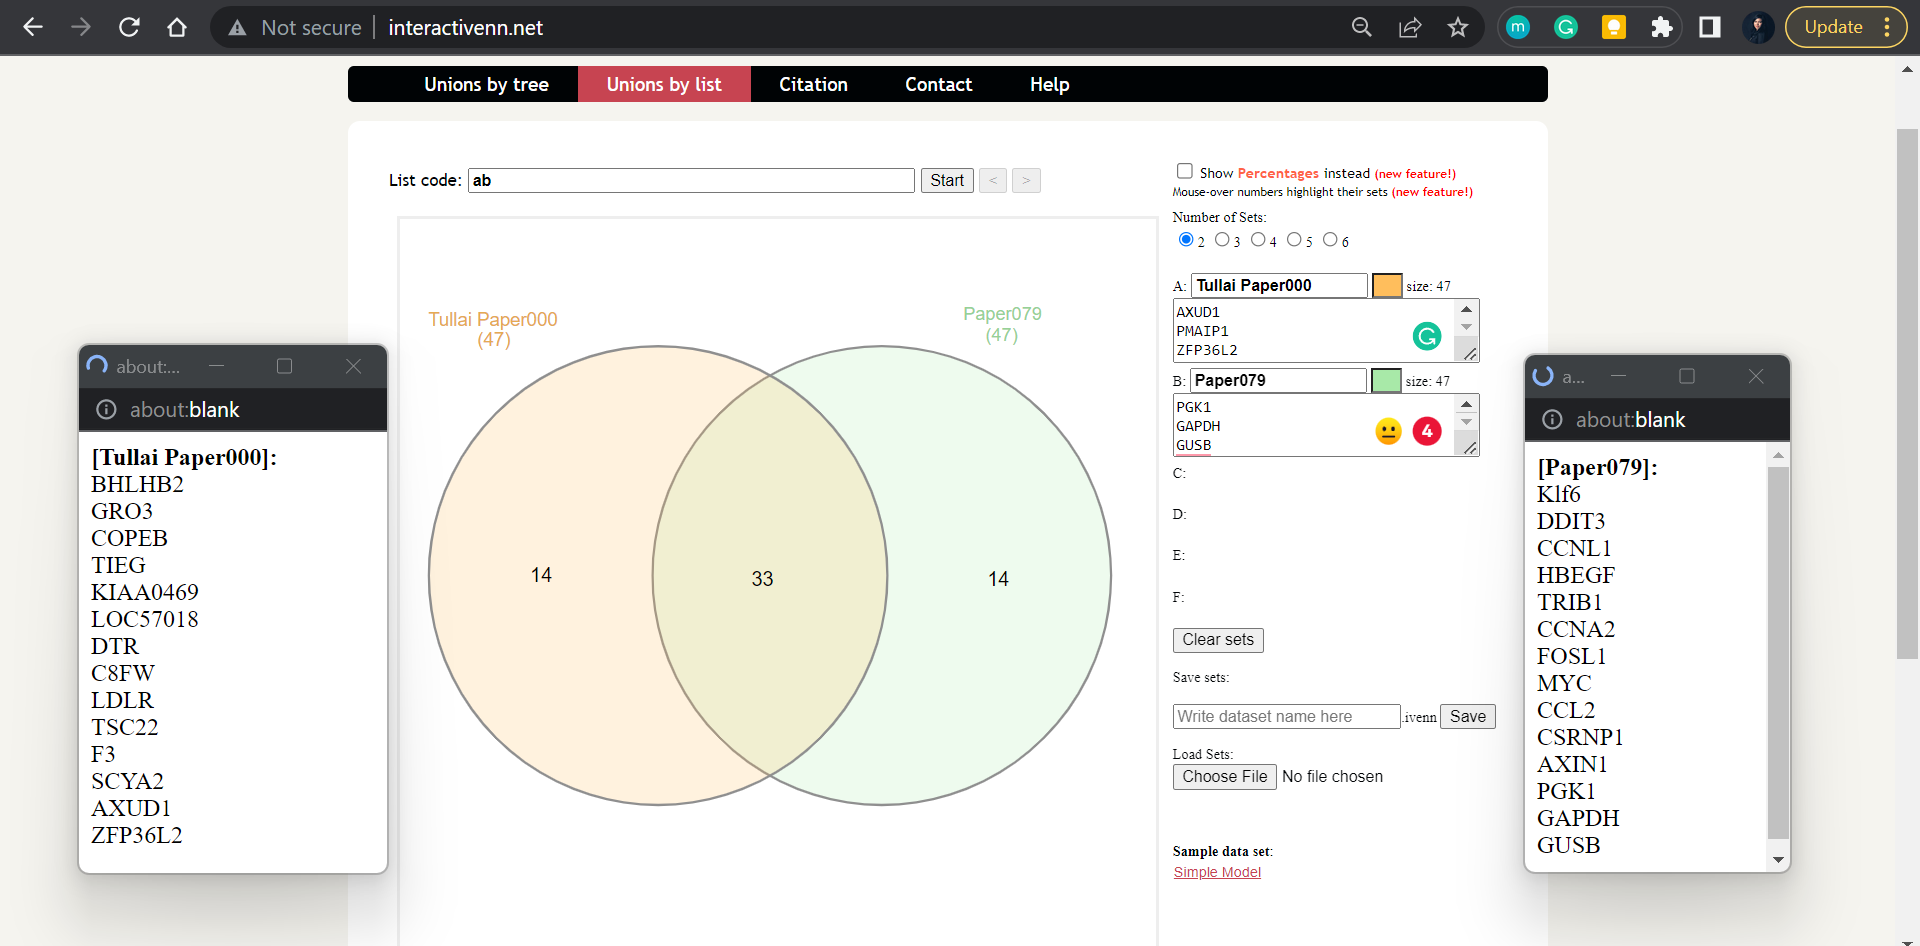 Not secure interactivenn.net
m
Update
Unions by tree Unions by list Citation Contact Help
List code: ab Start < >
Show Percentages instead (new feature!)
Mouse-over numbers highlight their sets (new feature!)
Number of Sets:
2 3 4 5 6
A: Tullai Paper000 size: 47
AXUD1
PMAIP1
ZFP36L2
B: Paper079 size: 47
PGK1
GAPDH
GUSB
4
C:
D:
E:
F:
Clear sets
Save sets:
Write dataset name here .ivenn Save
Load Sets:
Choose File No file chosen
Sample data set:
Simple Model
Tullai Paper000
(47)
Paper079
(47)
14
33
14
about:...
about:blank
[Tullai Paper000]:
BHLHB2
GRO3
COPEB
TIEG
KIAA0469
LOC57018
DTR
C8FW
LDLR
TSC22
F3
SCYA2
AXUD1
ZFP36L2
a...
about:blank
[Paper079]:
Klf6
DDIT3
CCNL1
HBEGF
TRIB1
CCNA2
FOSL1
MYC
CCL2
CSRNP1
AXIN1
PGK1
GAPDH
GUSB